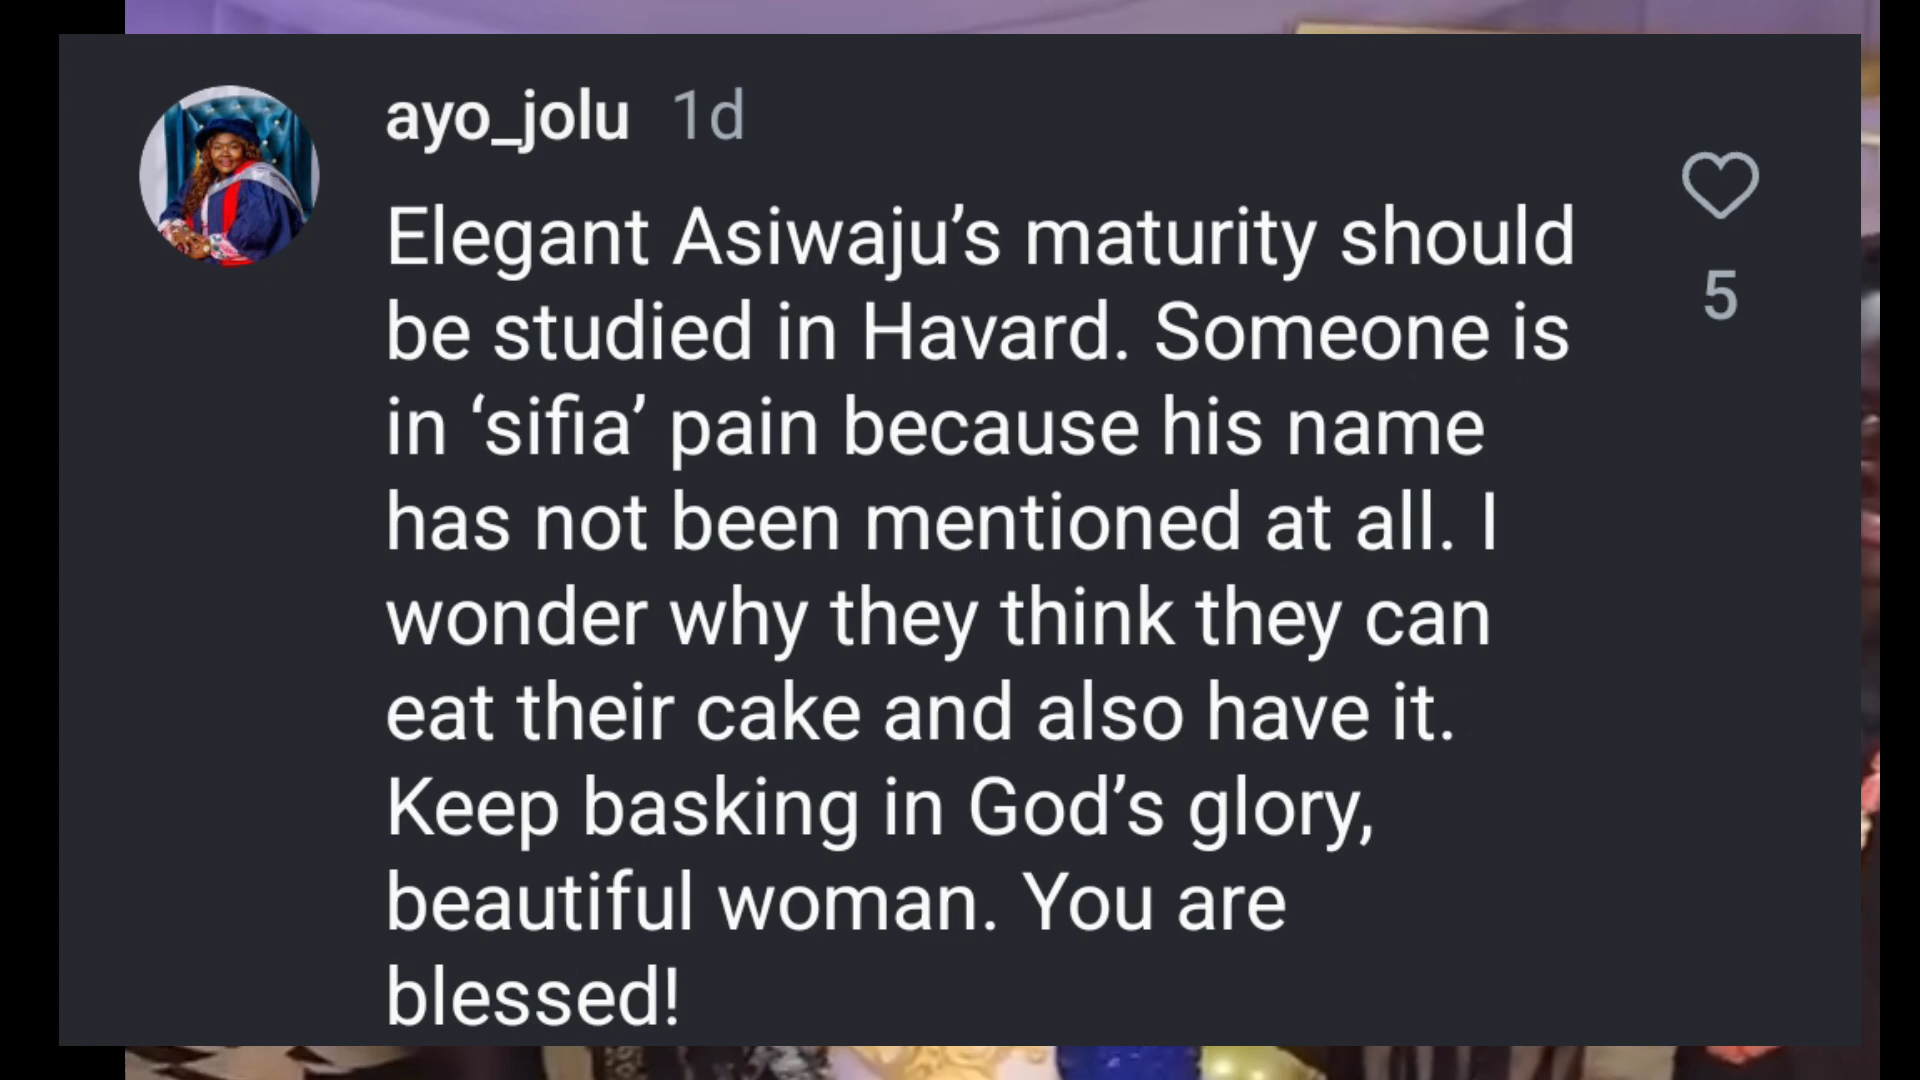 ayo_jolu 1d
Elegant Asiwaju’s maturity should
be studied in Havard. Someone is
in ‘sifia’ pain because his name
has not been mentioned at all. I
wonder why they think they can
eat their cake and also have it.
Keep basking in God’s glory,
beautiful woman. You are
blessed!
5